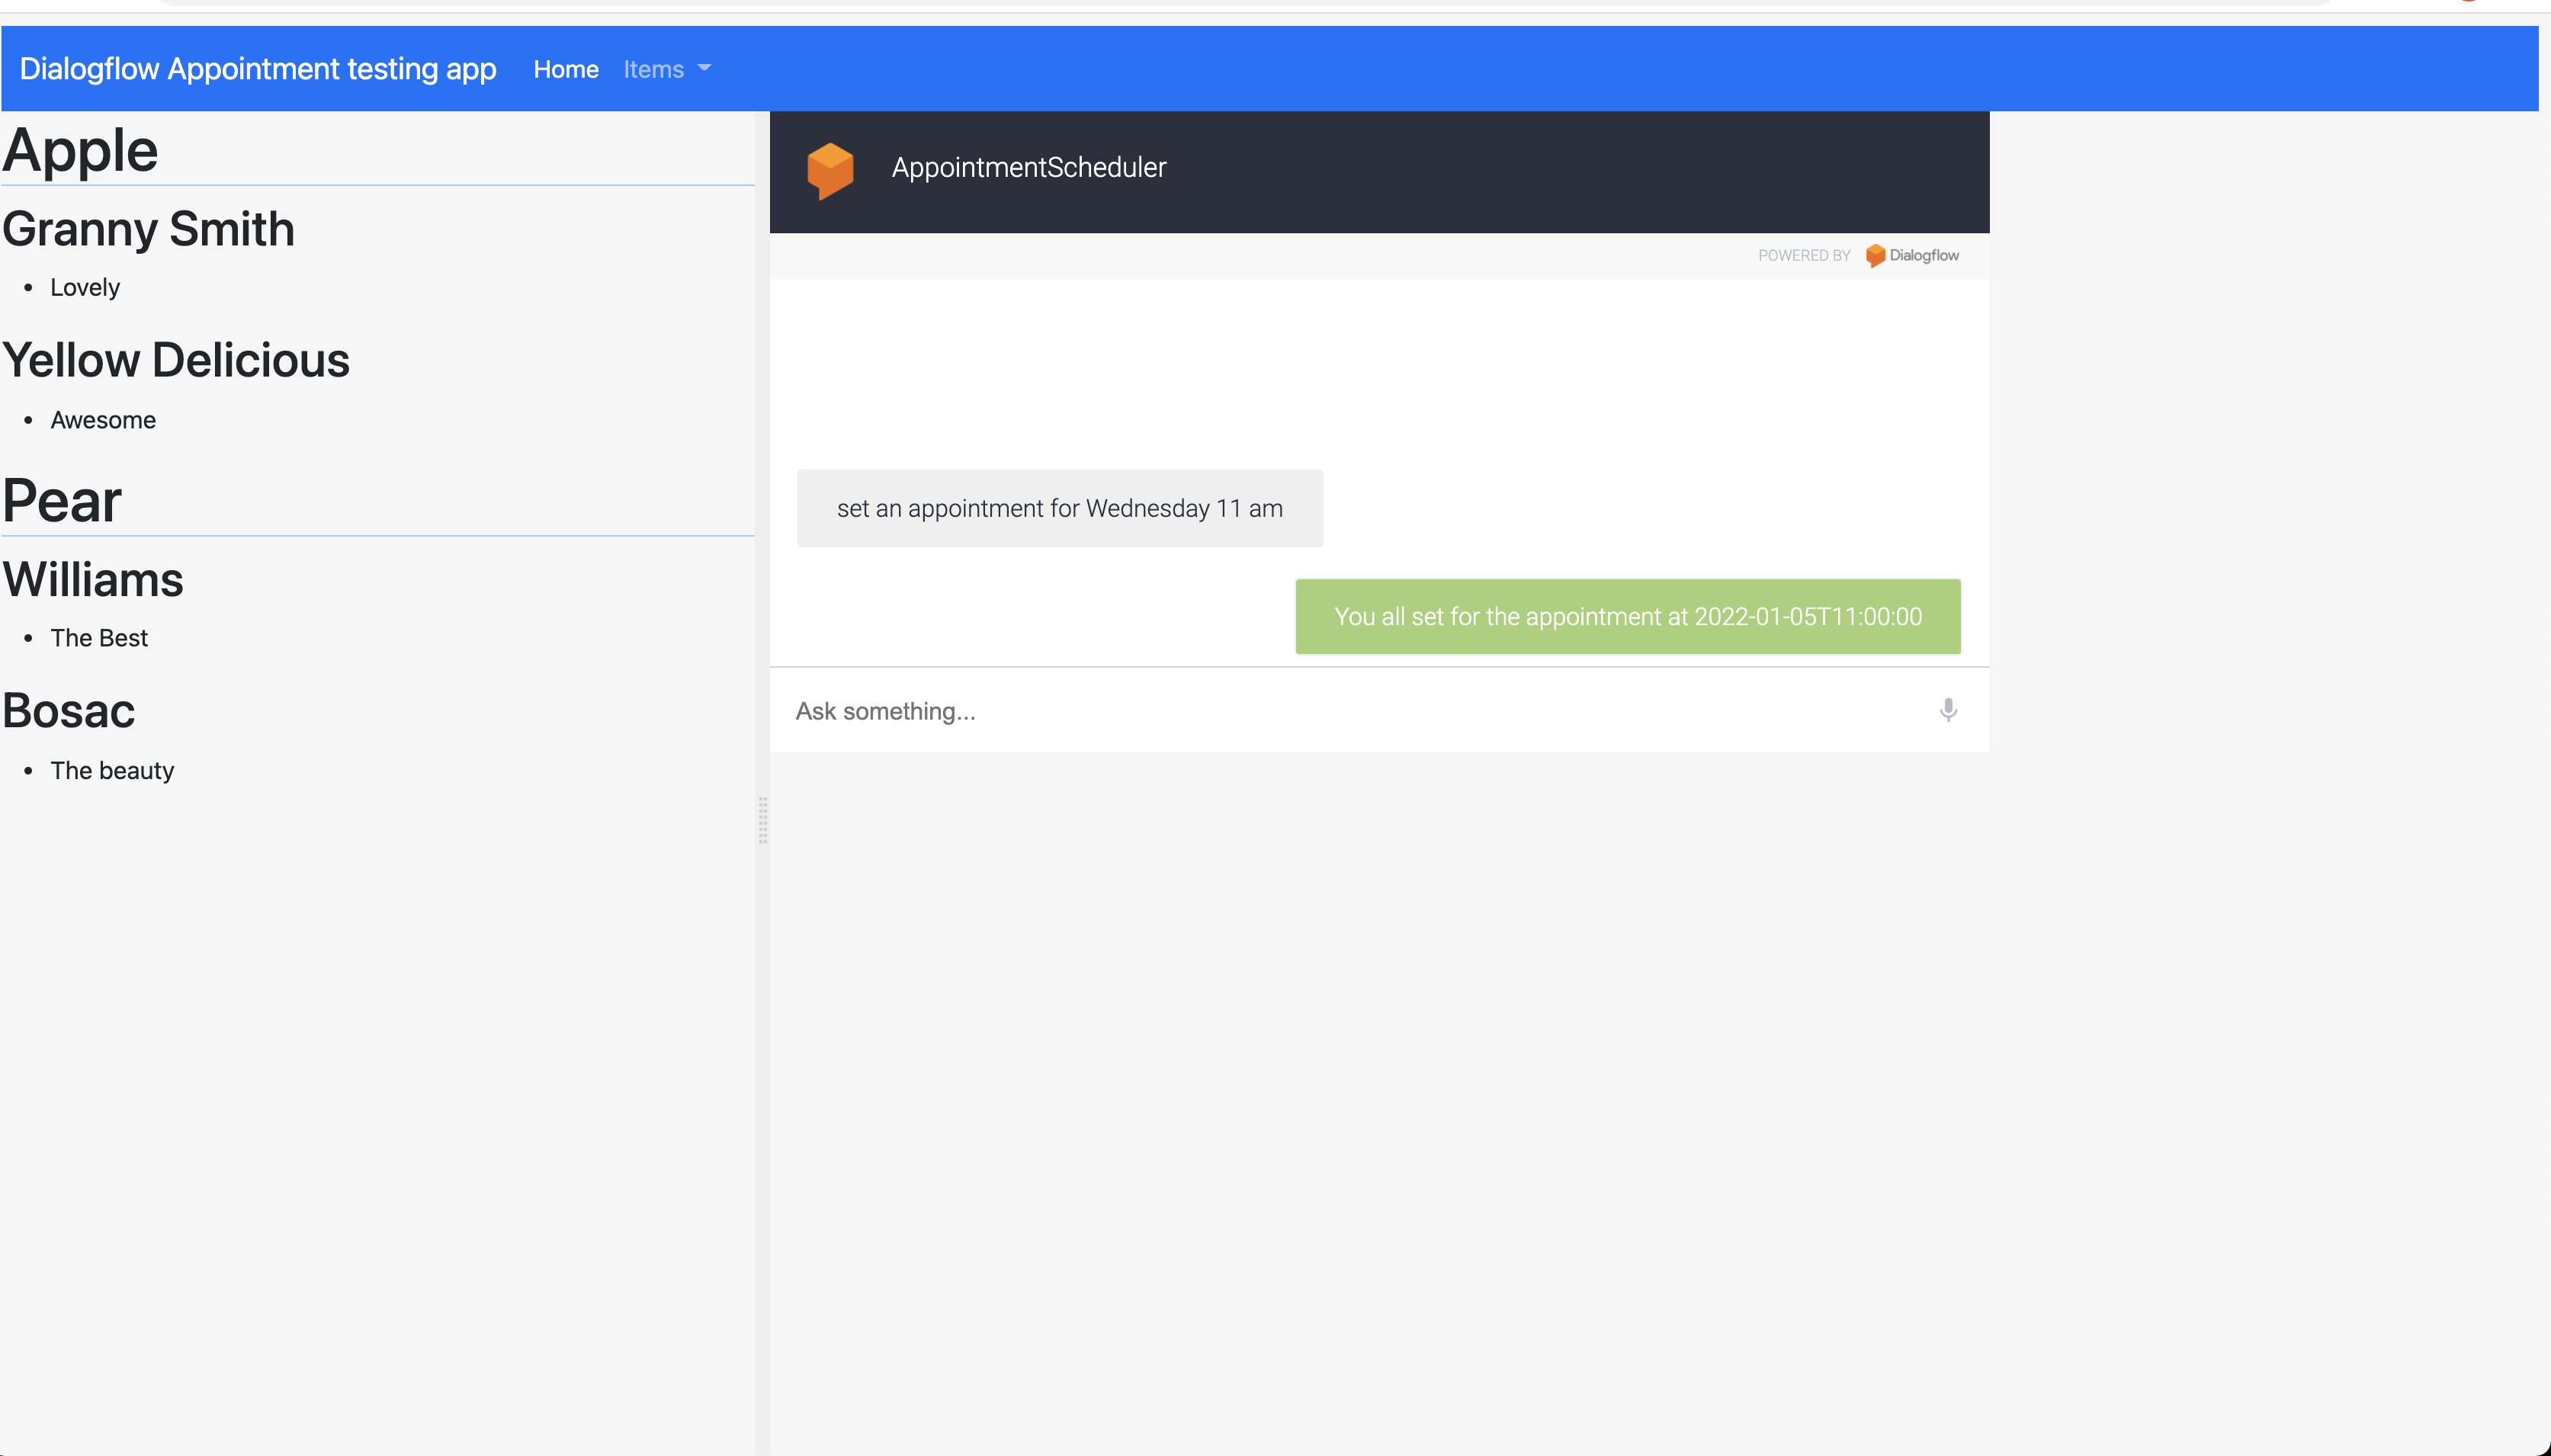 Dialogflow Appointment testing app Home Items
Apple
Granny Smith
Lovely
Yellow Delicious
Awesome
Pear
Williams
The Best
Bosac
The beauty
AppointmentScheduler
POWERED BY Dialogflow
set an appointment for Wednesday 11 am
You all set for the appointment at 2022-01-05T11:00:00
Ask something...